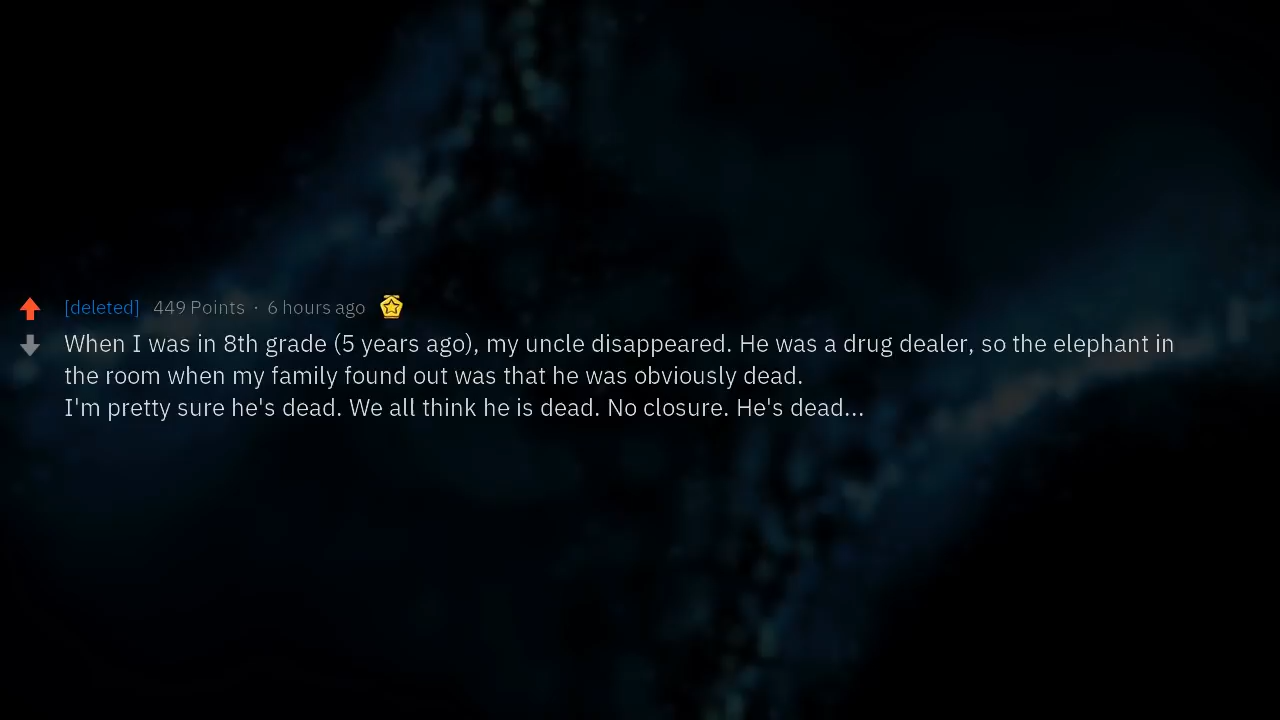 [deleted] 449 Points · 6 hours ago
When I was in 8th grade (5 years ago), my uncle disappeared. He was a drug dealer, so the elephant in
the room when my family found out was that he was obviously dead.
I'm pretty sure he's dead. We all think he is dead. No closure. He's dead...